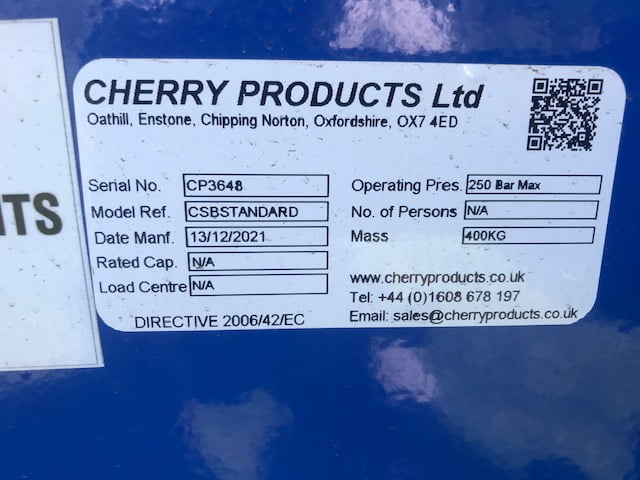 CHERRY PRODUCTS Ltd
Oathill, Enstone, Chipping Norton, Oxfordshire, OX7 4ED
Serial No. CP3648
Model Ref. CSBSTANDARD
Date Manf. 13/12/2021
Rated Cap. N/A
Load Centre N/A
DIRECTIVE 2006/42/EC
Operating Pres. 250 Bar Max
No. of Persons N/A
Mass 400KG
www.cherryproducts.co.uk
Tel: +44 (0)1608 678 197
Email: sales@cherryproducts.co.uk